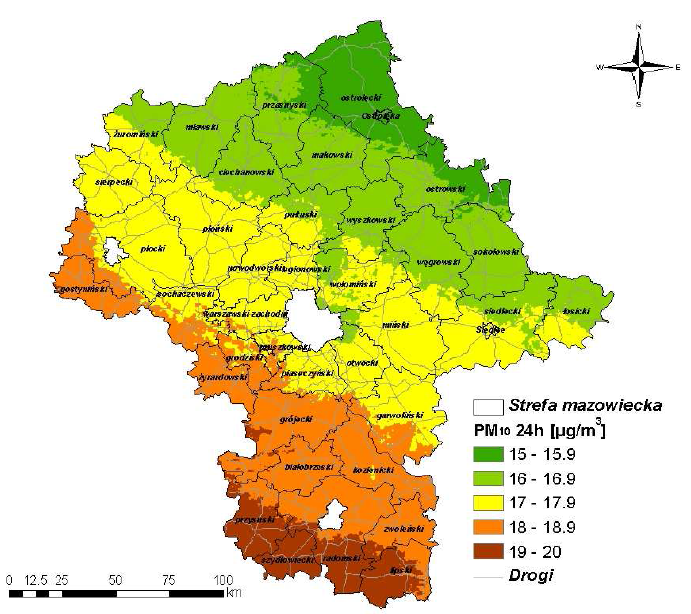 N
W E
S
ostrołęcki
przasnyski
Ostrołęka
żuromiński
mławski
makowski
ciechanowski
sierpecki
ostrowski
pułtuski
wyszkowski
płoński
płocki
sokołowski
węgrowski
nowodworski
legionowski
wołomiński
gostyniński
sochaczewski
siedlecki
łosicki
warszawski zachodni
miński
Siedlce
pruszkowski
grodziski
otwocki
piaseczyński
żyrardowski
garwoliński
grójecki
białobrzeski
kozienicki
przysuski
zwoleński
szydłowiecki
radomski
lipski
Strefa mazowiecka
PM10 24h [µg/m³]
15 - 15.9
16 - 16.9
17 - 17.9
18 - 18.9
19 - 20
Drogi
0 12.5 25 50 75 100
km